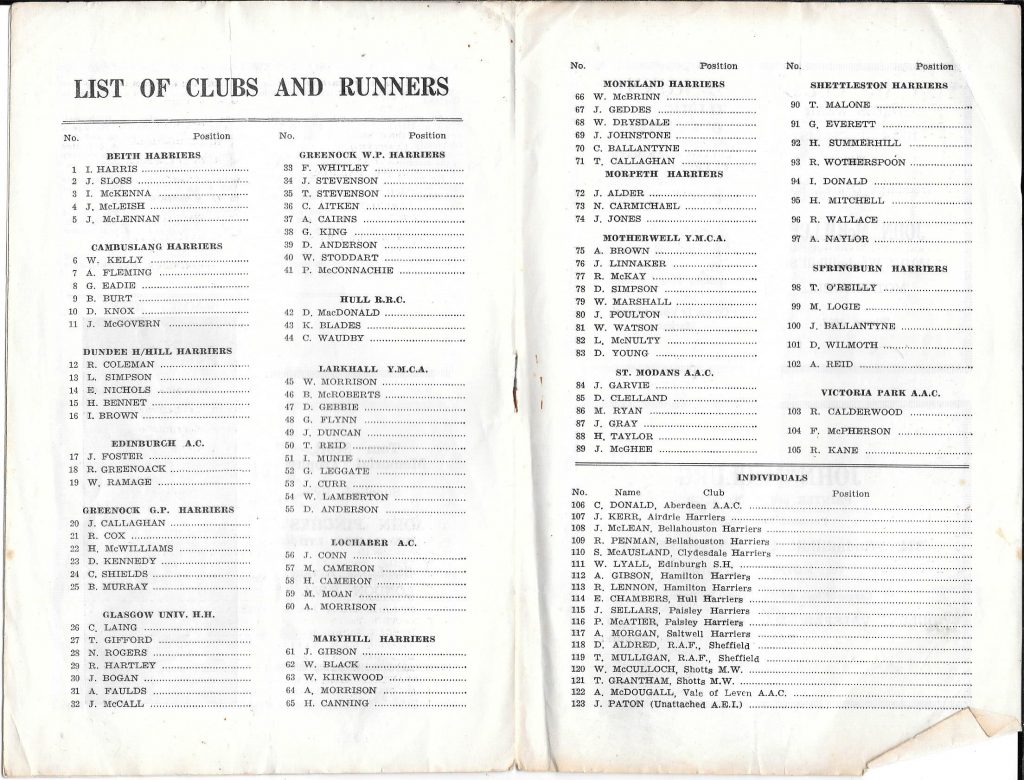 LIST OF CLUBS AND RUNNERS
No. Position
BEITH HARRIERS
1 I. HARRIS
2 J. SLOSS
3 I. McKENNA
4 J. McLEISH
5 J. McLENNAN
CAMBUSLANG HARRIERS
6 W. KELLY
7 A. FLEMING
8 G. EADIE
9 B. BURT
10 D. KNOX
11 J. McGOVERN
DUNDEE H/HILL HARRIERS
12 R. COLEMAN
13 L. SIMPSON
14 E. NICHOLS
15 H. BENNET
16 I. BROWN
EDINBURGH A.C.
17 J. FOSTER
18 R. GREENOACK
19 W. RAMAGE
GREENOCK G.P. HARRIERS
20 J. CALLAGHAN
21 R. COX
22 H. McWILLIAMS
23 D. KENNEDY
24 C. SHIELDS
25 B. MURRAY
GLASGOW UNIV. H.H.
26 C. LAING
27 T. GIFFORD
28 N. ROGERS
29 R. HARTLEY
30 J. BOGAN
31 A. FAULDS
32 J. McCALL
No. Position
GREENOCK W.P. HARRIERS
33 F. WHITLEY
34 J. STEVENSON
35 T. STEVENSON
36 C. AITKEN
37 A. CAIRNS
38 G. KING
39 D. ANDERSON
40 W. STODDART
41 P. McCONNACHIE
HULL R.R.C.
42 D. MacDONALD
43 K. BLADES
44 C. WAUDBY
LARKHALL Y.M.C.A.
45 W. MORRISON
46 B. McROBERTS
47 D. GEBBIE
48 G. FLYNN
49 J. DUNCAN
50 T. REID
51 I. MUNIE
52 G. LEGGATE
53 J. CURR
54 W. LAMBERTON
55 D. ANDERSON
LOCHABER A.C.
56 J. CONN
57 M. CAMERON
58 H. CAMERON
59 M. MOAN
60 A. MORRISON
MARYHILL HARRIERS
61 J. GIBSON
62 W. BLACK
63 W. KIRKWOOD
64 A. MORRISON
65 H. CANNING
No. Position
MONKLAND HARRIERS
66 W. McBRINN
67 J. GEDDES
68 W. DRYSDALE
69 J. JOHNSTONE
70 C. BALLANTYNE
71 T. CALLAGHAN
MORPETH HARRIERS
72 J. ALDER
73 N. CARMICHAEL
74 J. JONES
MOTHERWELL Y.M.C.A.
75 A. BROWN
76 J. LINNAKER
77 R. McKAY
78 D. SIMPSON
79 W. MARSHALL
80 J. POULTON
81 W. WATSON
82 L. McNULTY
83 D. YOUNG
ST. MODANS A.A.C.
84 J. GARVIE
85 D. CLELLAND
86 M. RYAN
87 J. GRAY
88 H. TAYLOR
89 J. McGHEE
No. Position
SHETTLESTON HARRIERS
90 T. MALONE
91 G. EVERETT
92 H. SUMMERHILL
93 R. WOTHERSPOON
94 I. DONALD
95 H. MITCHELL
96 R. WALLACE
97 A. NAYLOR
SPRINGBURN HARRIERS
98 T. O'REILLY
99 M. LOGIE
100 J. BALLANTYNE
101 D. WILMOTH
102 A. REID
VICTORIA PARK A.A.C.
103 R. CALDERWOOD
104 F. McPHERSON
105 R. KANE
INDIVIDUALS
No. Name Club Position
106 C. DONALD, Aberdeen A.A.C.
107 J. KERR, Airdrie Harriers
108 J. McLEAN, Bellahouston Harriers
109 R. PENMAN, Bellahouston Harriers
110 S. McAUSLAND, Clydesdale Harriers
111 W. LYALL, Edinburgh S.H.
112 A. GIBSON, Hamilton Harriers
113 R. LENNON, Hamilton Harriers
114 E. CHAMBERS, Hull Harriers
115 J. SELLARS, Paisley Harriers
116 P. McATIER, Paisley Harriers
117 A. MORGAN, Saltwell Harriers
118 D. ALDRED, R.A.F., Sheffield
119 T. MULLIGAN, R.A.F., Sheffield
120 W. McCULLOCH, Shotts M.W.
121 T. GRANTHAM, Shotts M.W.
122 A. McDOUGALL, Vale of Leven A.A.C.
123 J. PATON (Unattached A.E.I.)